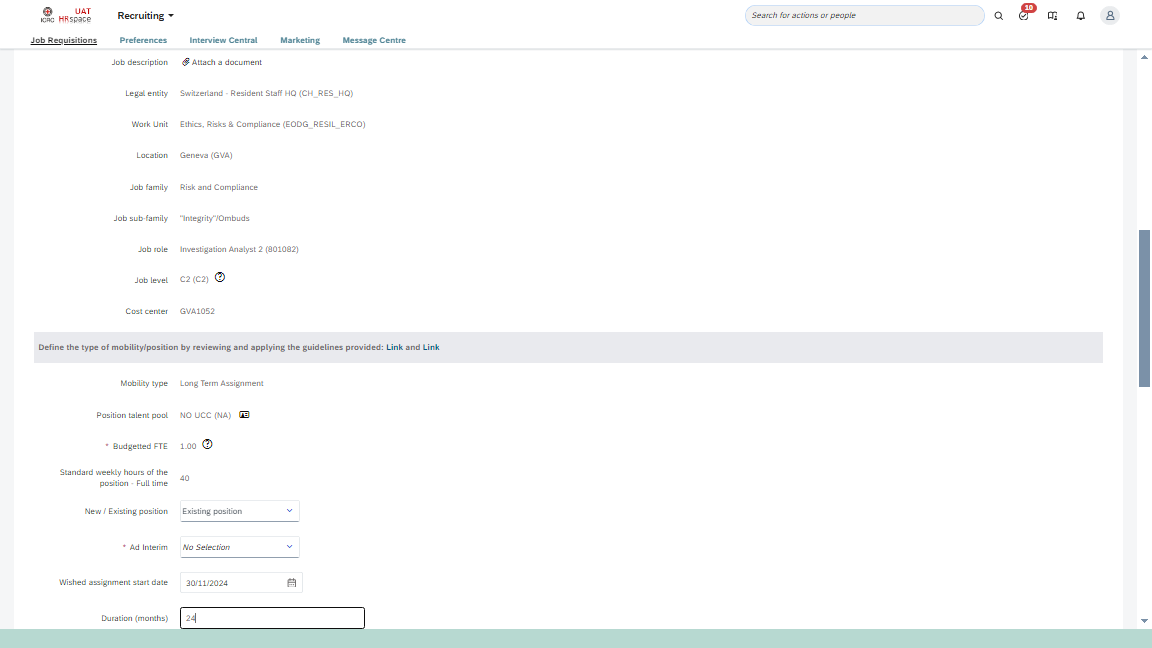 ICRC
UAT
HRspace
Recruiting
Search for actions or people
10
Job Requisitions
Preferences
Interview Central
Marketing
Message Centre
Job description
Attach a document
Legal entity
Switzerland - Resident Staff HQ (CH_RES_HQ)
Work Unit
Ethics, Risks & Compliance (EODG_RESIL_ERCO)
Location
Geneva (GVA)
Job family
Risk and Compliance
Job sub-family
"Integrity"/Ombuds
Job role
Investigation Analyst 2 (801082)
Job level
C2 (C2)
Cost center
GVA1052
Define the type of mobility/position by reviewing and applying the guidelines provided: Link and Link
Mobility type
Long Term Assignment
Position talent pool
NO UCC (NA)
* Budgetted FTE
1.00
Standard weekly hours of the
position - Full time
40
New / Existing position
Existing position
* Ad Interim
No Selection
Wished assignment start date
30/11/2024
Duration (months)
24